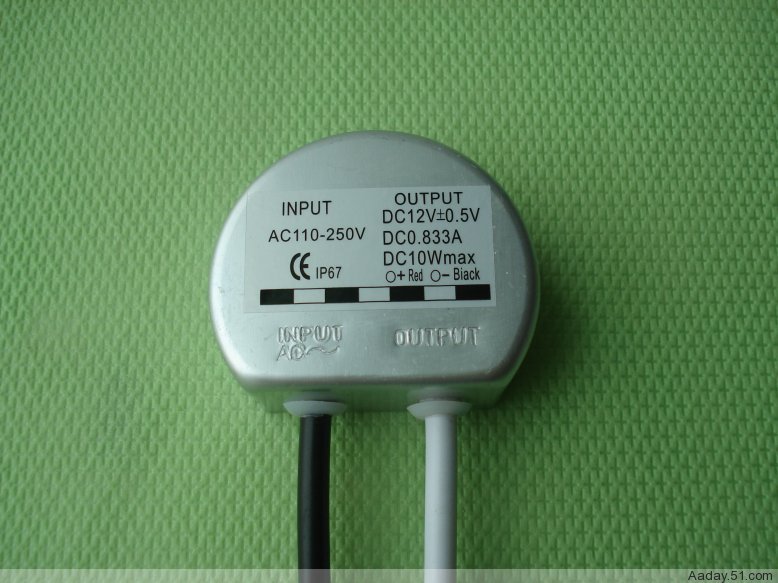 INPUT
AC110-250V
CE IP67
OUTPUT
DC12V±0.5V
DC0.833A
DC10Wmax
○+ Red ○− Black
INPUT
AC~
OUTPUT
Aaday.51.com